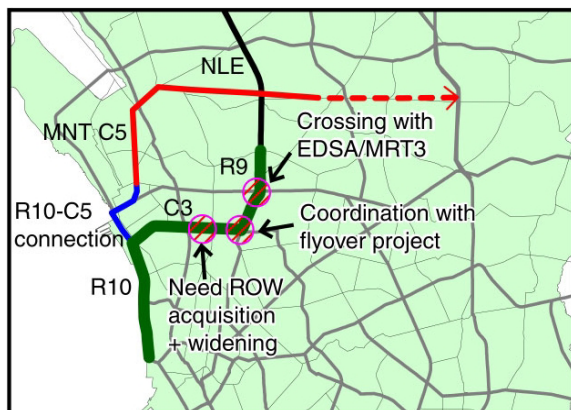 NLE
MNT C5
Crossing with
EDSA/MRT3
R9
R10-C5
connection
C3
Coordination with
flyover project
R10
Need ROW
acquisition
+ widening